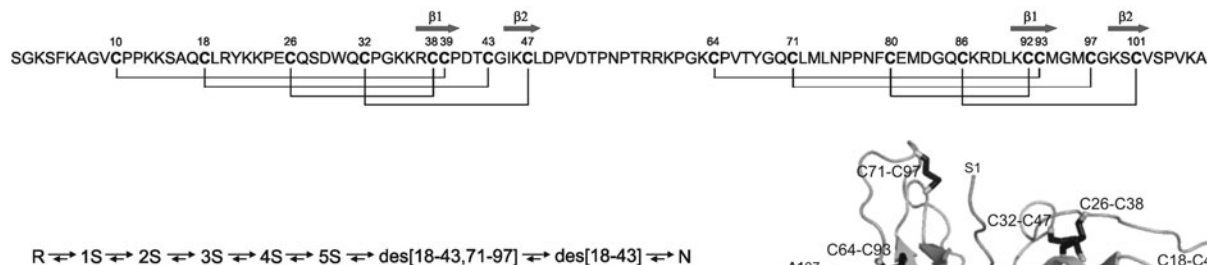 β1 β2 β1 β2
10 18 26 32 38 39 43 47 64 71 80 86 92 93 97 101
SGKSFKAGVCPPKKSAQCLRYKKPECQSDWQCPGKKRCCPDTCGIKCLDPVDTPNPTRRKPGKCPVTYGQCLMLNPPNFCEMDGQCKRDLKCCMGMCGKSCVSPVKA
C71-C97 S1
C32-C47 C26-C38
C64-C93
R ⇌ 1S ⇌ 2S ⇌ 3S ⇌ 4S ⇌ 5S ⇌ des[18-43,71-97] ⇌ des[18-43] ⇌ N